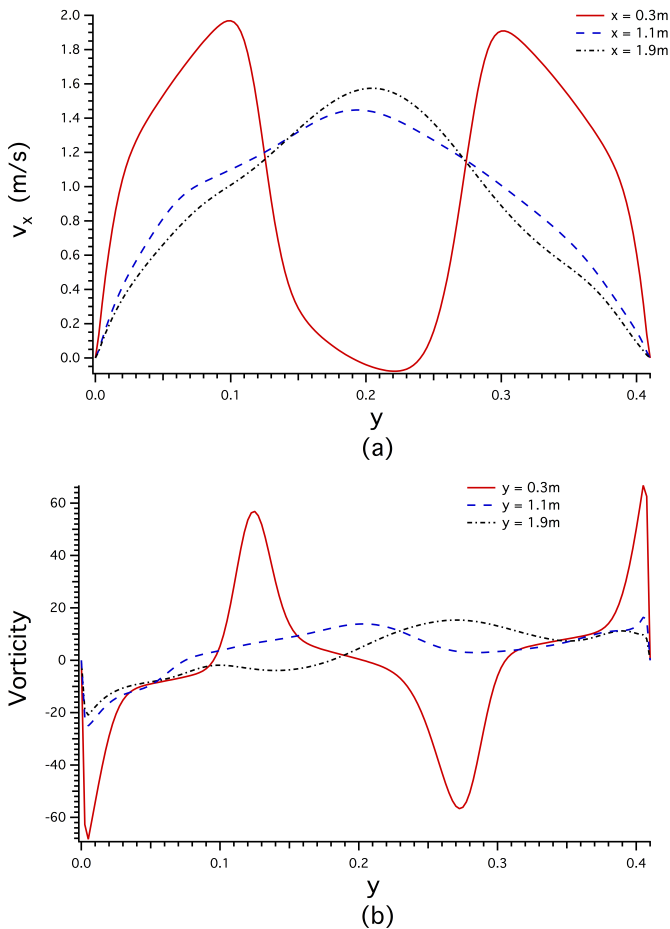 2.0
1.8
1.6
1.4
1.2
1.0
0.8
0.6
0.4
0.2
0.0
vx (m/s)
x = 0.3m
x = 1.1m
x = 1.9m
0.0 0.1 0.2 0.3 0.4
y
(a)
60
40
20
0
-20
-40
-60
Vorticity
y = 0.3m
y = 1.1m
y = 1.9m
0.0 0.1 0.2 0.3 0.4
y
(b)